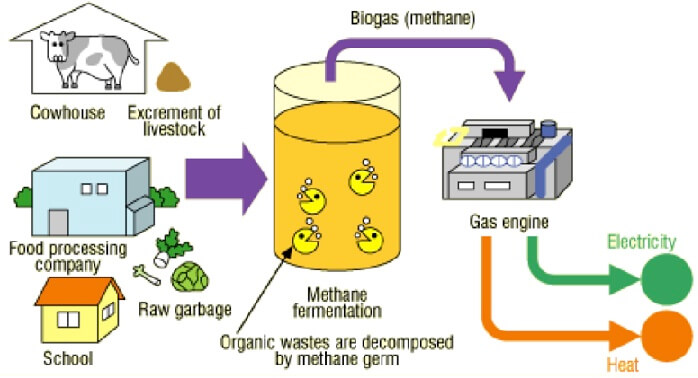 Biogas (methane)
Cowhouse
Excrement of
livestock
Food processing
company
Raw garbage
School
Methane
fermentation
Organic wastes are decomposed
by methane germ
Gas engine
Electricity
Heat